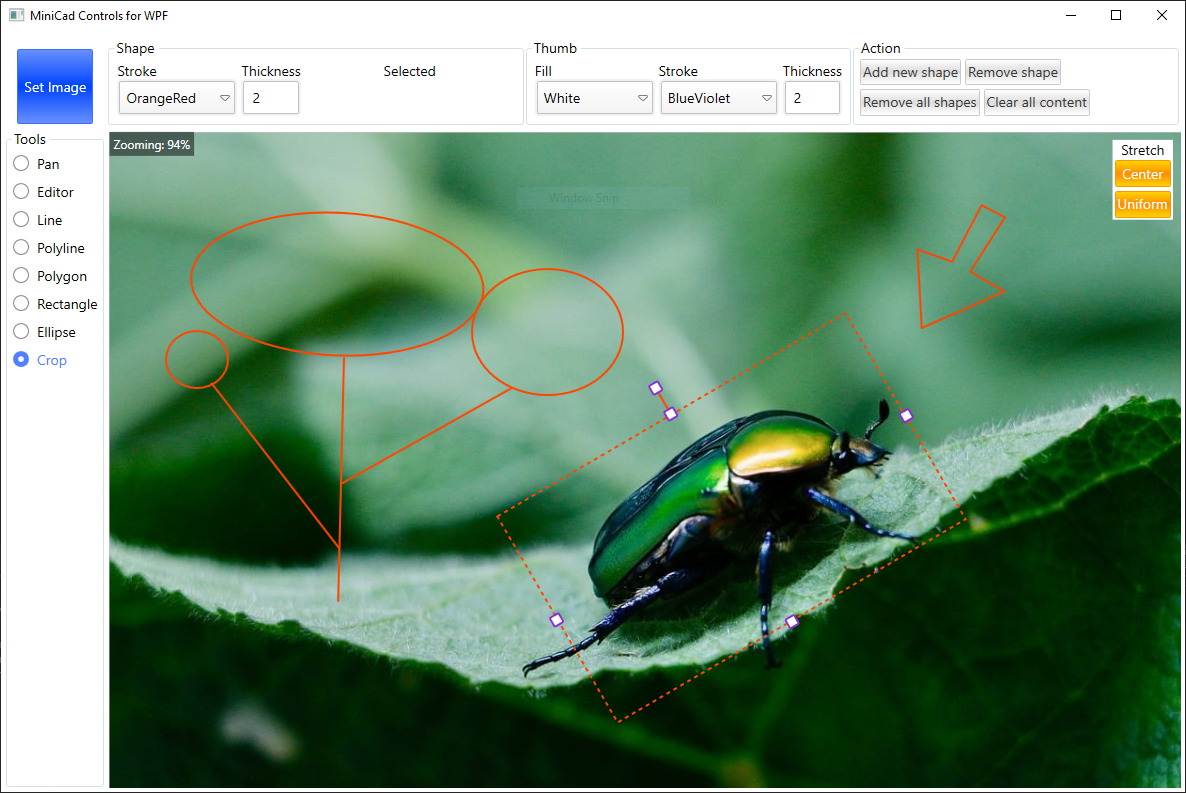 MiniCad Controls for WPF
Set Image
Shape
Stroke
Thickness
Selected
OrangeRed
2
Thumb
Fill
Stroke
Thickness
White
BlueViolet
2
Action
Add new shape
Remove shape
Remove all shapes
Clear all content
Tools
Pan
Editor
Line
Polyline
Polygon
Rectangle
Ellipse
Crop
Zooming: 94%
Window Snip
Stretch
Center
Uniform